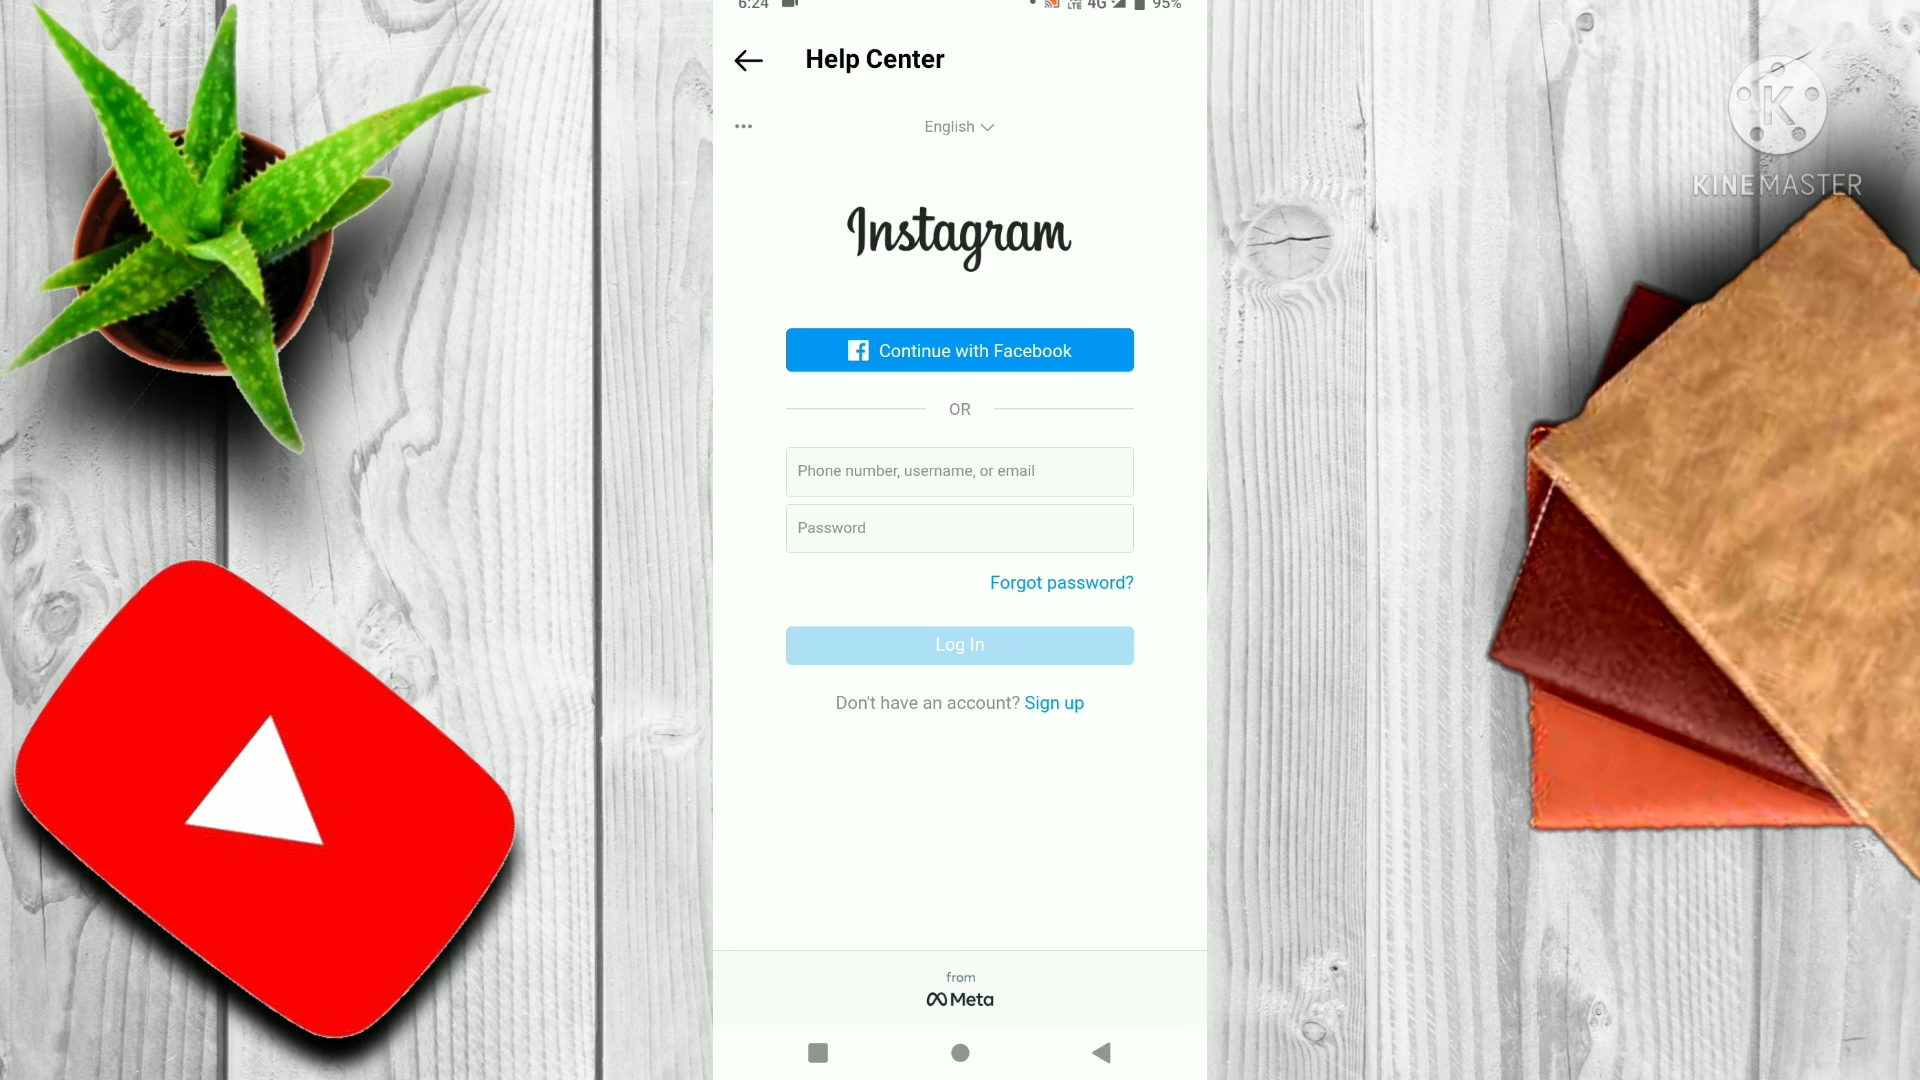 6:24
4G
95%
Help Center
English
Instagram
Continue with Facebook
OR
Phone number, username, or email
Password
Forgot password?
Log In
Don't have an account? Sign up
from
Meta
K
KINEMASTER